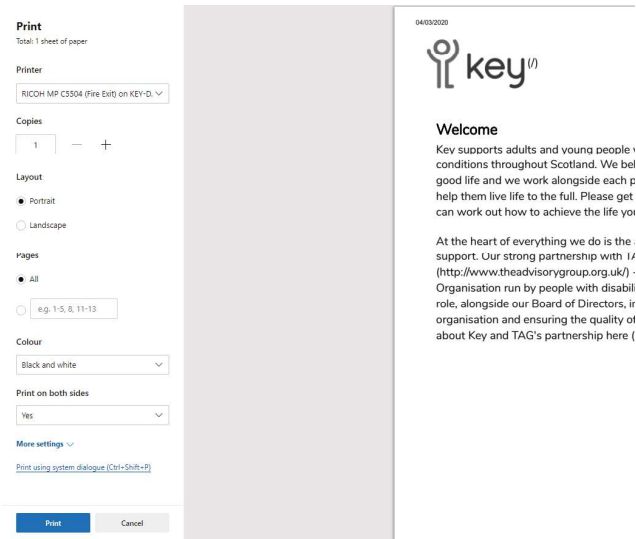 Print
Total: 1 sheet of paper
Printer
RICOH MP C5504 (Fire Exit) on KEY-D.
Copies
1
Layout
Portrait
Landscape
Pages
All
e.g. 1-5, 8, 11-13
Colour
Black and white
Print on both sides
Yes
More settings
Print using system dialogue (Ctrl+Shift+P)
Print Cancel
04/03/2020
key(/)
Welcome
Key supports adults and young people
conditions throughout Scotland. We bel
good life and we work alongside each p
help them live life to the full. Please get
can work out how to achieve the life you
At the heart of everything we do is the
support. Our strong partnership with TA
(http://www.theadvisorygroup.org.uk/) -
Organisation run by people with disabili
role, alongside our Board of Directors, in
organisation and ensuring the quality of
about Key and TAG's partnership here (